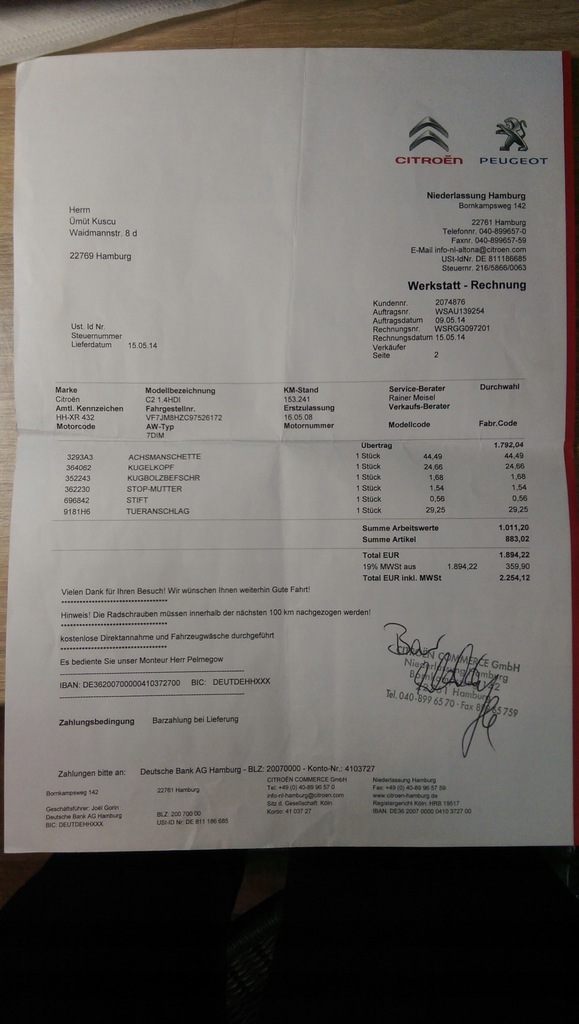 CITROËN PEUGEOT
Niederlassung Hamburg
Bornkampsweg 142
22761 Hamburg
Telefonnr. 040-899657-0
Faxnr. 040-899657-59
E-Mail info-nl-altona@citroen.com
USt-IdNr. DE 811186685
Steuernr. 216/5866/0063
Herrn
Ümüt Kuscu
Waidmannstr. 8 d
22769 Hamburg
Werkstatt - Rechnung
Kundennr. 2074876
Auftragsnr. WSAU139254
Auftragsdatum 09.05.14
Rechnungsnr. WSRGG097201
Rechnungsdatum 15.05.14
Verkäufer
Seite 2
Ust. Id Nr.
Steuernummer
Lieferdatum 15.05.14
Marke Modellbezeichnung KM-Stand Service-Berater Durchwahl
Citroën C2 1.4HDI 153.241 Rainer Meisel
Amtl. Kennzeichen Fahrgestellnr. Erstzulassung Verkaufs-Berater
HH-XR 432 VF7JM8HZC97526172 16.05.08
Motorcode AW-Typ Motornummer Modellcode Fabr.Code
7DIM
Übertrag 1.792,04
3293A3 ACHSMANSCHETTE 1 Stück 44,49 44,49
364062 KUGELKOPF 1 Stück 24,66 24,66
352243 KUGBOLZBEFSCHR 1 Stück 1,68 1,68
362230 STOP-MUTTER 1 Stück 1,54 1,54
696842 STIFT 1 Stück 0,56 0,56
9181H6 TUERANSCHLAG 1 Stück 29,25 29,25
Summe Arbeitswerte 1.011,20
Summe Artikel 883,02
Total EUR 1.894,22
19% MWSt aus 1.894,22 359,90
Total EUR inkl. MWSt 2.254,12
Vielen Dank für Ihren Besuch! Wir wünschen Ihnen weiterhin Gute Fahrt!
Hinweis! Die Radschrauben müssen innerhalb der nächsten 100 km nachgezogen werden!
kostenlose Direktannahme und Fahrzeugwäsche durchgeführt
Es bediente Sie unser Monteur Herr Pelmegow
IBAN: DE36200700000410372700 BIC: DEUTDEHHXXX
CITROËN COMMERCE GmbH
Niederlassung Hamburg
Hamburg
Tel. 040-899 65 70 · Fax
Zahlungsbedingung Barzahlung bei Lieferung
Zahlungen bitte an: Deutsche Bank AG Hamburg - BLZ: 20070000 - Konto-Nr.: 4103727
Bornkampsweg 142 22761 Hamburg CITROËN COMMERCE GmbH Niederlassung Hamburg
Tel: +49 (0) 40-89 96 57 0 Fax: +49 (0) 40-89 96 57 59
info-nl-hamburg@citroen.com www.citroen-hamburg.de
Geschäftsführer: Joël Gorin Sitz d. Gesellschaft: Köln Registergericht Köln: HRB 19517
Deutsche Bank AG Hamburg BLZ: 200 700 00 Konto: 41 037 27 IBAN: DE36 2007 0000 0410 3727 00
BIC: DEUTDEHHXXX USt-ID Nr: DE 811 186 685